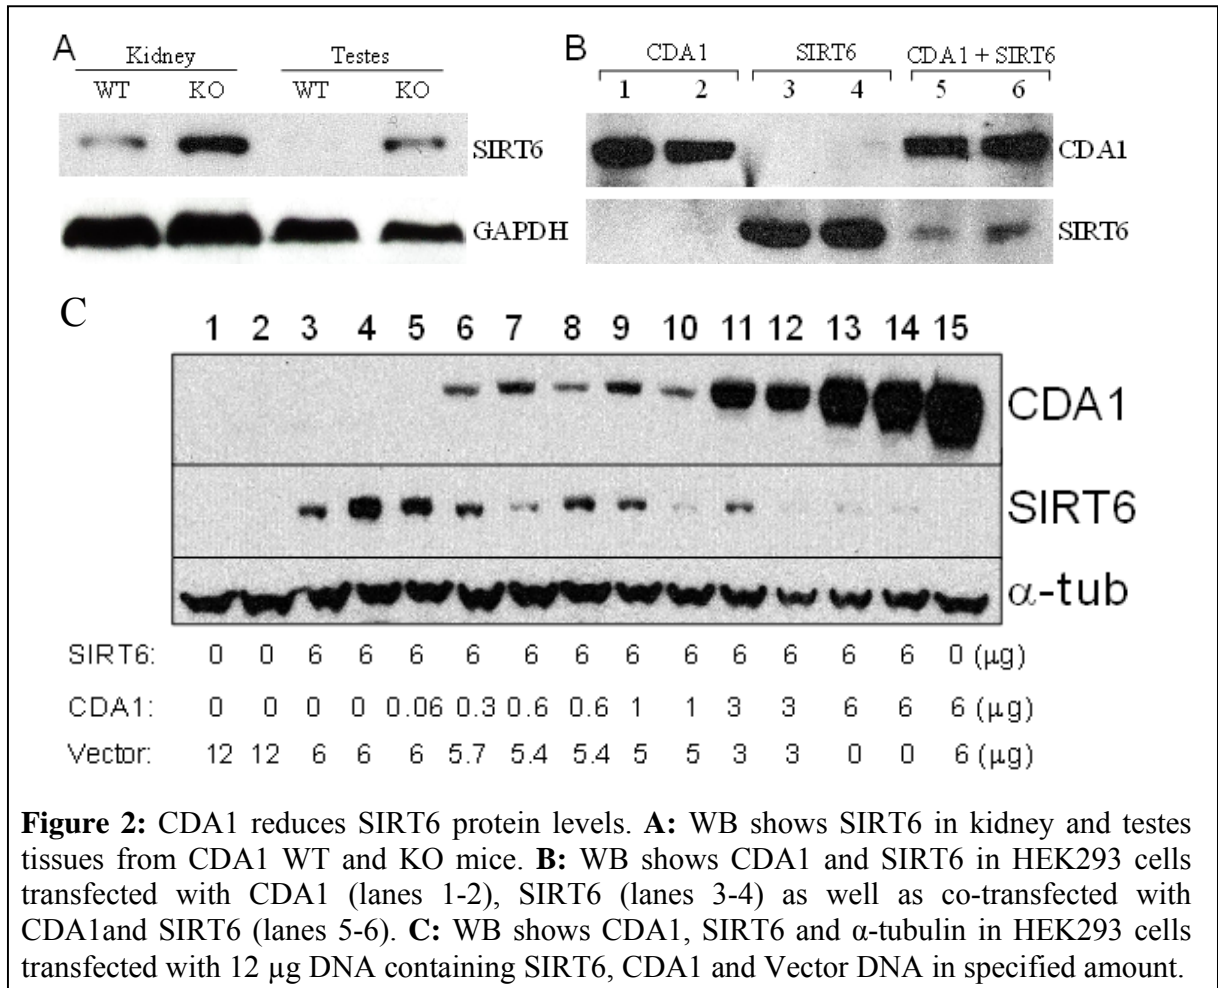 A
Kidney Testes
WT KO WT KO
SIRT6
GAPDH
B
CDA1 SIRT6 CDA1 + SIRT6
1 2 3 4 5 6
CDA1
SIRT6
C
1 2 3 4 5 6 7 8 9 10 11 12 13 14 15
CDA1
SIRT6
α-tub
SIRT6: 0 0 6 6 6 6 6 6 6 6 6 6 6 6 0 (µg)
CDA1: 0 0 0 0 0.06 0.3 0.6 0.6 1 1 3 3 6 6 6 (µg)
Vector: 12 12 6 6 6 5.7 5.4 5.4 5 5 3 3 0 0 6 (µg)
Figure 2: CDA1 reduces SIRT6 protein levels. A: WB shows SIRT6 in kidney and testes
tissues from CDA1 WT and KO mice. B: WB shows CDA1 and SIRT6 in HEK293 cells
transfected with CDA1 (lanes 1-2), SIRT6 (lanes 3-4) as well as co-transfected with
CDA1and SIRT6 (lanes 5-6). C: WB shows CDA1, SIRT6 and α-tubulin in HEK293 cells
transfected with 12 µg DNA containing SIRT6, CDA1 and Vector DNA in specified amount.